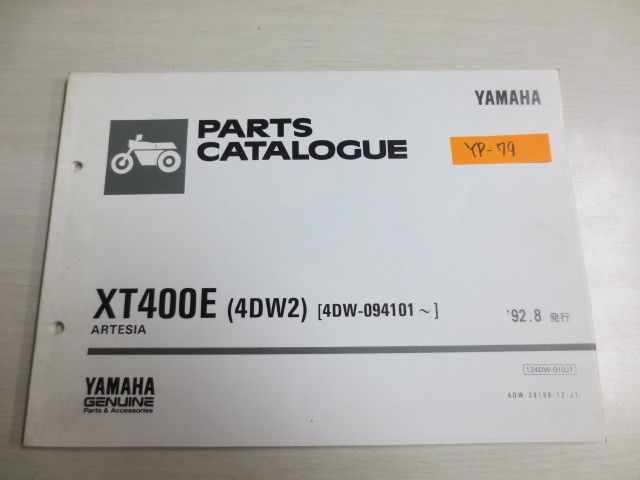 YAMAHA
PARTS
CATALOGUE
YP-79
XT400E (4DW2) [4DW-094101～]
ARTESIA
'92.8 発行
YAMAHA
GENUINE
Parts & Accessories
124DW-010J1
4DW-28198-12-J1